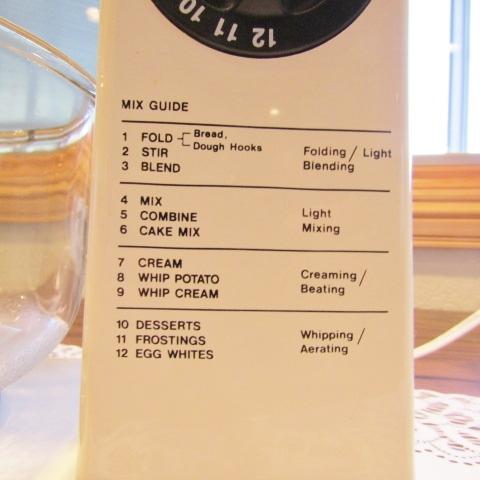 10 11 11 12
MIX GUIDE
1 FOLD Bread,
Dough Hooks
2 STIR Folding / Light
3 BLEND Blending
4 MIX
5 COMBINE Light
6 CAKE MIX Mixing
7 CREAM
8 WHIP POTATO Creaming /
9 WHIP CREAM Beating
10 DESSERTS
11 FROSTINGS Whipping /
12 EGG WHITES Aerating